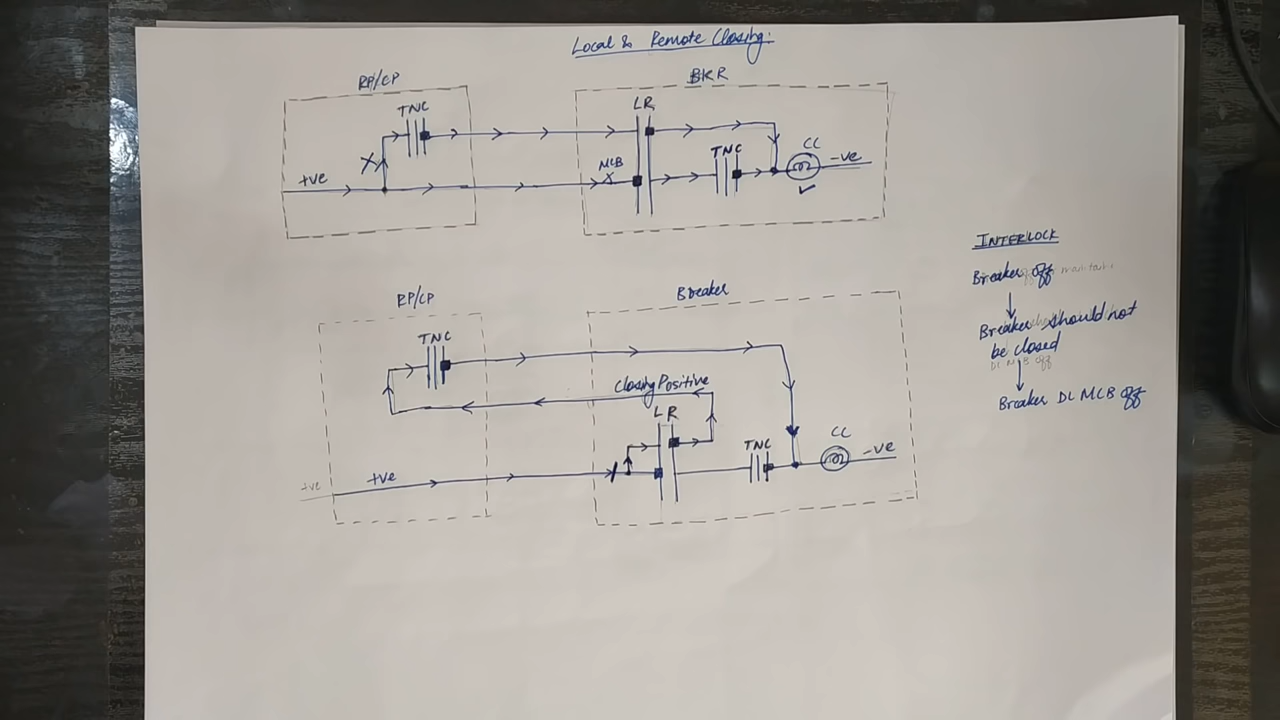 Local & Remote Closing:
RP/CP
BKR
TNC
LR
MCB
TNC
CC
+ve
-ve
INTERLOCK
Breaker off
Breaker should not
be closed
Breaker DC MCB off
RP/CP
Breaker
TNC
Closing Positive
LR
TNC
CC
-ve
+ve
+ve